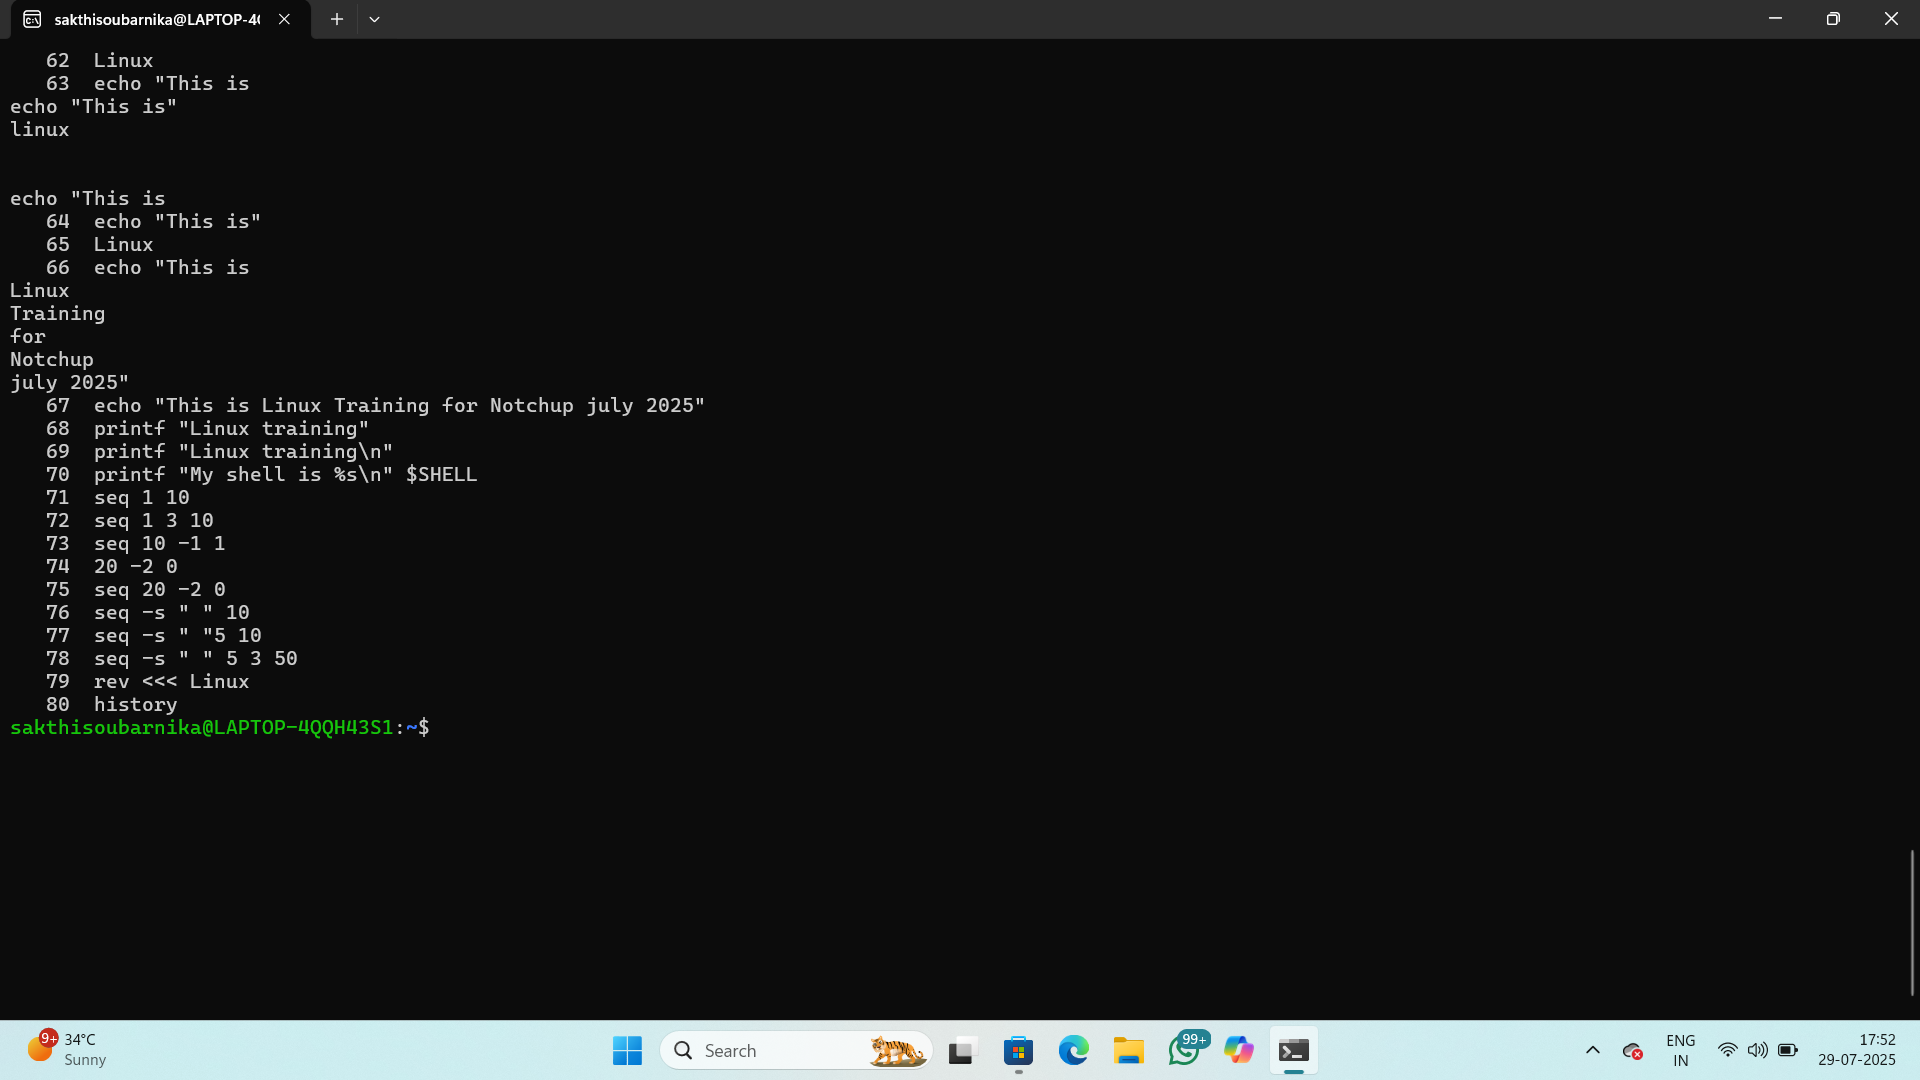 sakthisoubarnika@LAPTOP-4(
62 Linux
63 echo "This is
echo "This is"
linux
echo "This is
64 echo "This is"
65 Linux
66 echo "This is
Linux
Training
for
Notchup
july 2025"
67 echo "This is Linux Training for Notchup july 2025"
68 printf "Linux training"
69 printf "Linux training\n"
70 printf "My shell is %s\n" $SHELL
71 seq 1 10
72 seq 1 3 10
73 seq 10 -1 1
74 20 -2 0
75 seq 20 -2 0
76 seq -s " " 10
77 seq -s " "5 10
78 seq -s " " 5 3 50
79 rev <<< Linux
80 history
sakthisoubarnika@LAPTOP-4QQH43S1:~$
9+
34°C
Sunny
Search
99+
ENG
IN
17:52
29-07-2025